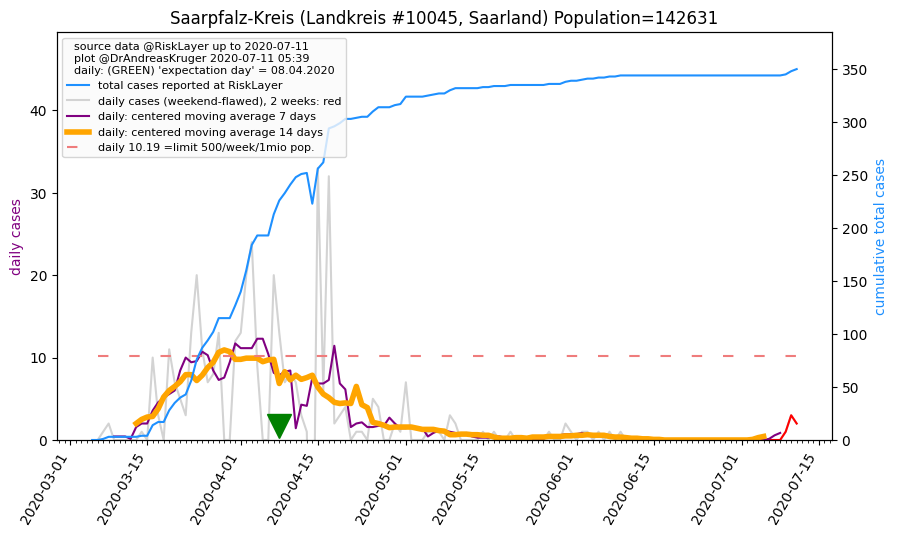 Saarpfalz-Kreis (Landkreis #10045, Saarland) Population=142631
source data @RiskLayer up to 2020-07-11
plot @DrAndreasKruger 2020-07-11 05:39
daily: (GREEN) 'expectation day' = 08.04.2020
total cases reported at RiskLayer
daily cases (weekend-flawed), 2 weeks: red
daily: centered moving average 7 days
daily: centered moving average 14 days
daily 10.19 =limit 500/week/1mio pop.
daily cases
40
30
20
10
0
350
300
250
200
150
100
50
0
cumulative total cases
2020-03-01
2020-03-15
2020-04-01
2020-04-15
2020-05-01
2020-05-15
2020-06-01
2020-06-15
2020-07-01
2020-07-15